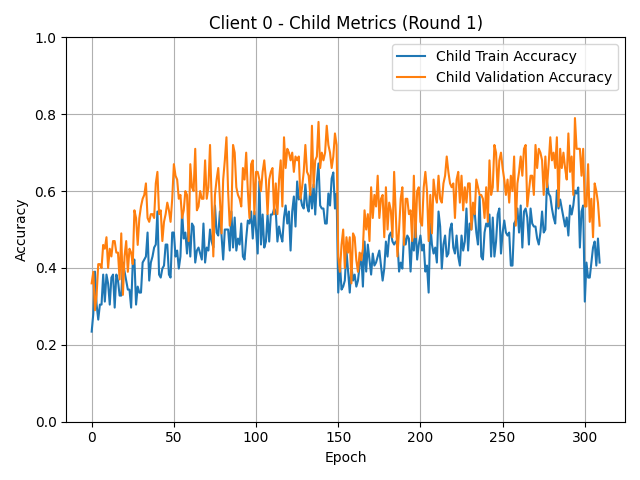 Client 0 - Child Metrics (Round 1)
Child Train Accuracy
Child Validation Accuracy
Accuracy
1.0
0.8
0.6
0.4
0.2
0.0
0 50 100 150 200 250 300
Epoch